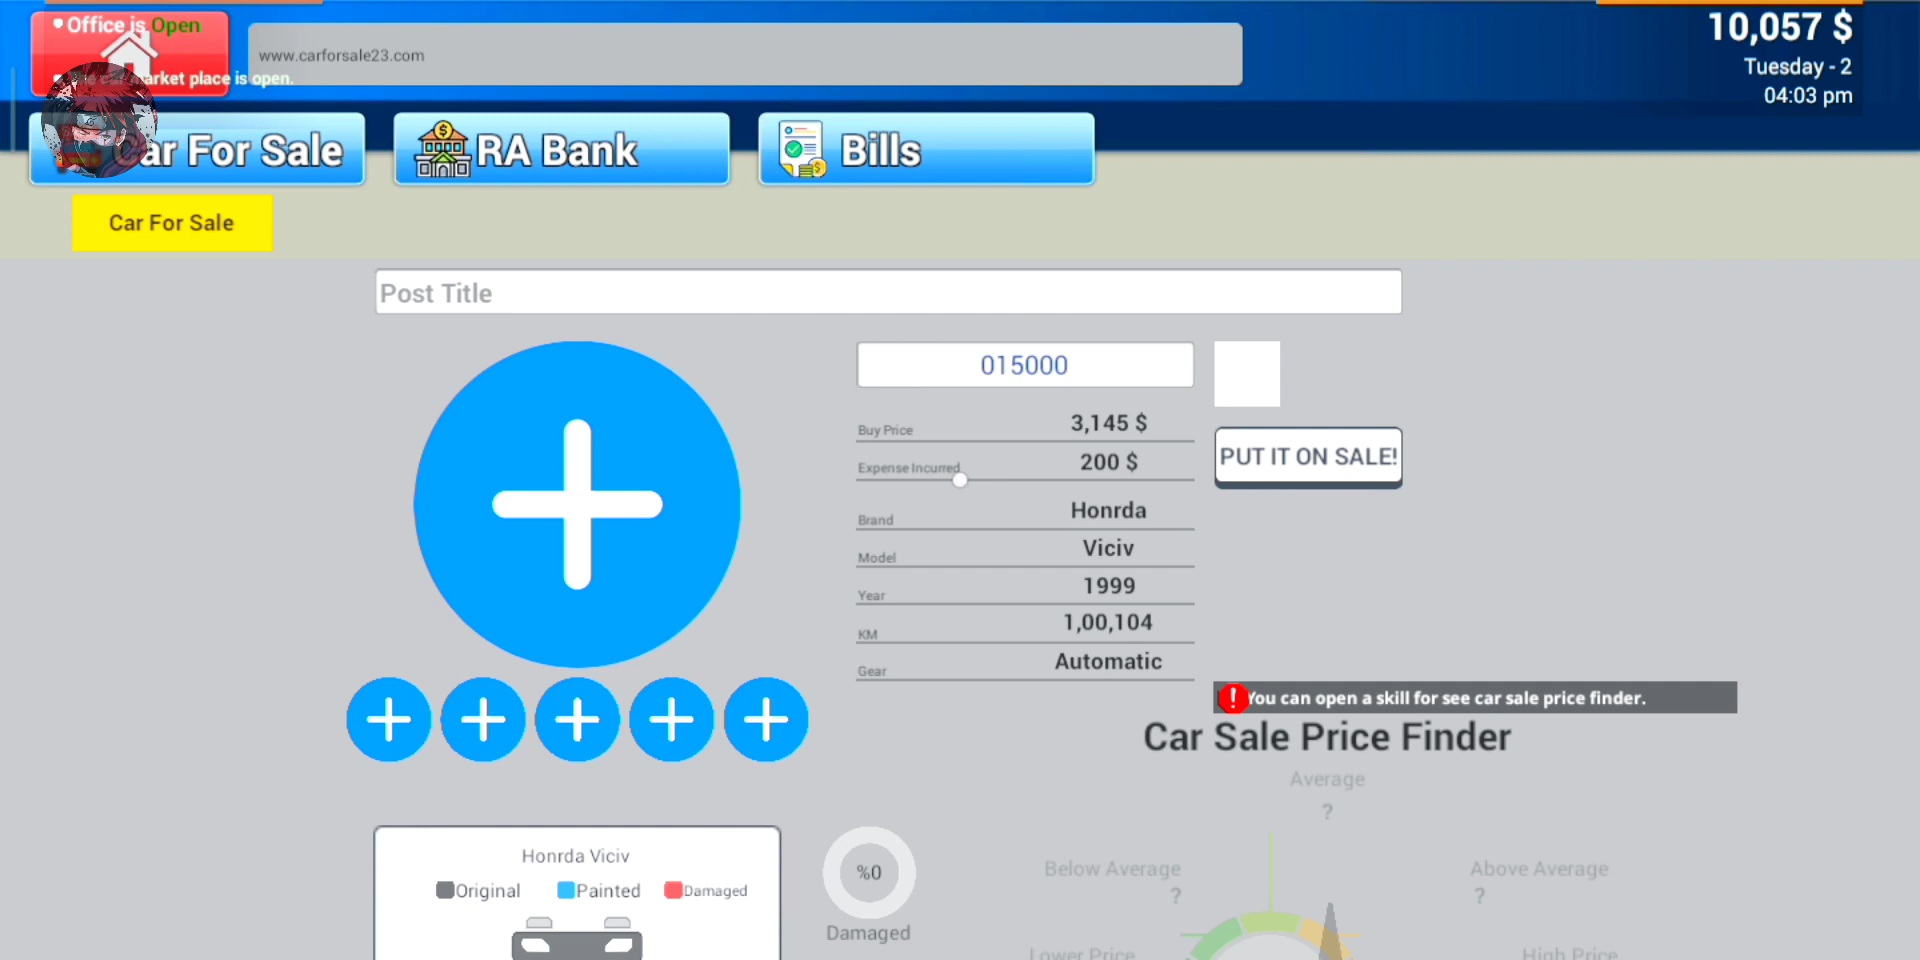 Office is Open
www.carforsale23.com
market place is open.
10,057 $
Tuesday - 2
04:03 pm
Car For Sale
RA Bank
Bills
Car For Sale
Post Title
015000
Buy Price 3,145 $
Expense Incurred 200 $
PUT IT ON SALE!
Brand Honrda
Model Viciv
Year 1999
KM 1,00,104
Gear Automatic
! You can open a skill for see car sale price finder.
Car Sale Price Finder
Average
?
Below Average
?
Above Average
?
Lower Price
High Price
Honrda Viciv
Original Painted Damaged
%0
Damaged